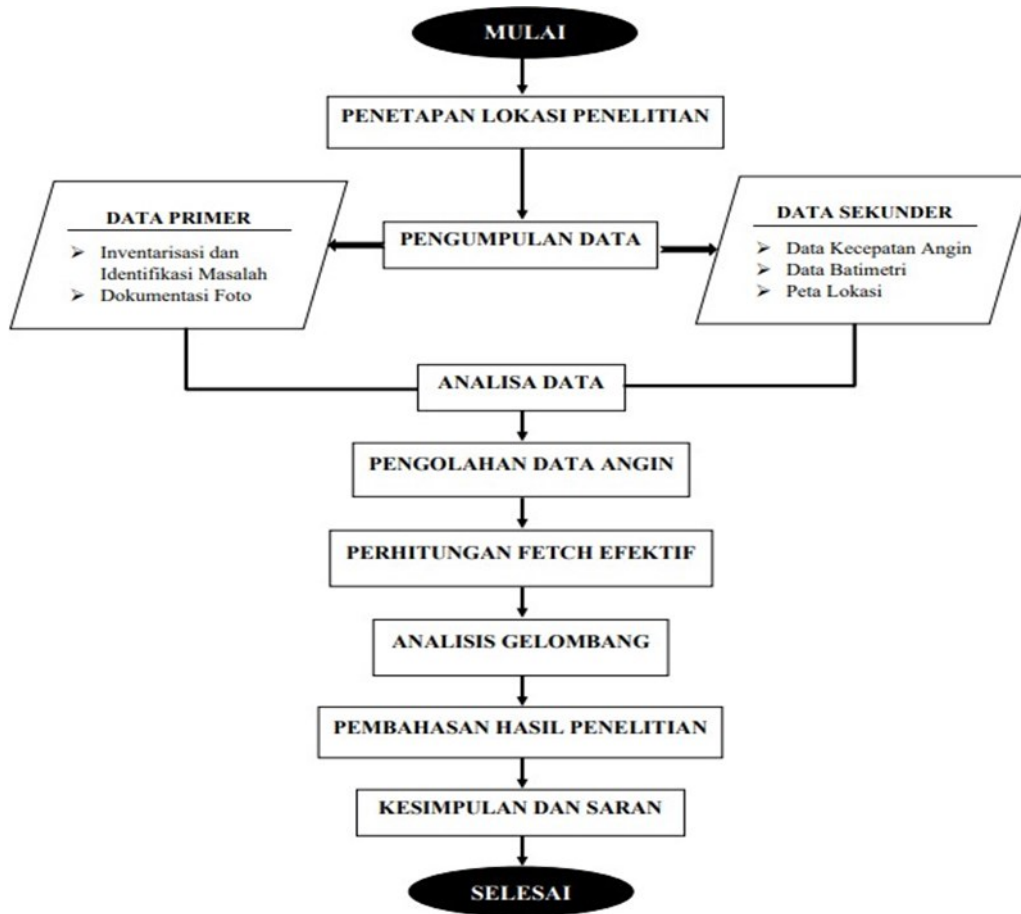 MULAI
PENETAPAN LOKASI PENELITIAN
DATA PRIMER
➢ Inventarisasi dan
Identifikasi Masalah
➢ Dokumentasi Foto
PENGUMPULAN DATA
DATA SEKUNDER
➢ Data Kecepatan Angin
➢ Data Batimetri
➢ Peta Lokasi
ANALISA DATA
PENGOLAHAN DATA ANGIN
PERHITUNGAN FETCH EFEKTIF
ANALISIS GELOMBANG
PEMBAHASAN HASIL PENELITIAN
KESIMPULAN DAN SARAN
SELESAI